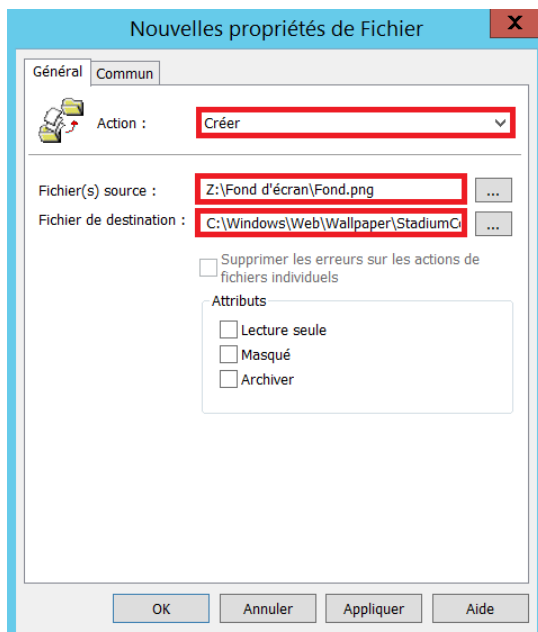 Nouvelles propriétés de Fichier
X
Général Commun
Action : Créer
Fichier(s) source : Z:\Fond d'écran\Fond.png ...
Fichier de destination : C:\Windows\Web\Wallpaper\StadiumC ...
Supprimer les erreurs sur les actions de
fichiers individuels
Attributs
Lecture seule
Masqué
Archiver
OK Annuler Appliquer Aide